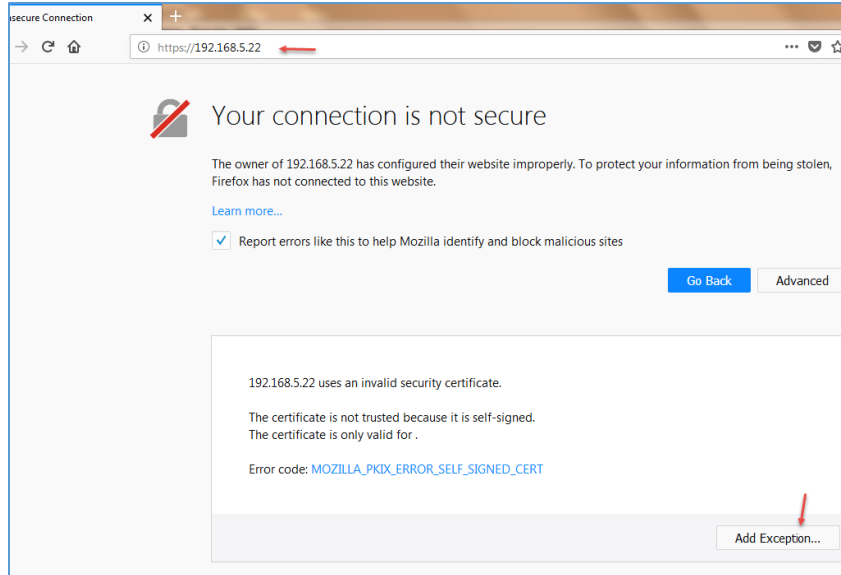 nsecure Connection
https://192.168.5.22
Your connection is not secure
The owner of 192.168.5.22 has configured their website improperly. To protect your information from being stolen,
Firefox has not connected to this website.
Learn more...
Report errors like this to help Mozilla identify and block malicious sites
Go Back Advanced
192.168.5.22 uses an invalid security certificate.
The certificate is not trusted because it is self-signed.
The certificate is only valid for .
Error code: MOZILLA_PKIX_ERROR_SELF_SIGNED_CERT
Add Exception...